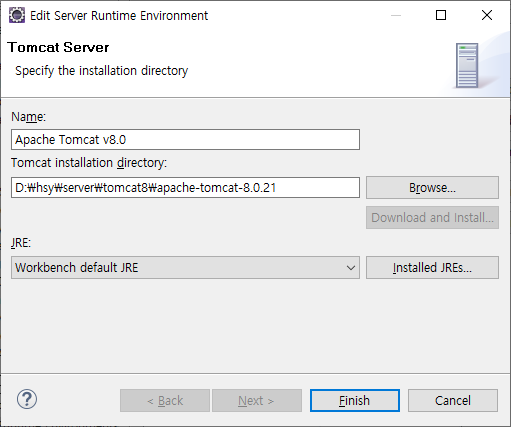 Edit Server Runtime Environment
Tomcat Server
Specify the installation directory
Name:
Apache Tomcat v8.0
Tomcat installation directory:
D:₩hsy₩server₩tomcat8₩apache-tomcat-8.0.21
Browse...
Download and Install...
JRE:
Workbench default JRE
Installed JREs...
?
< Back
Next >
Finish
Cancel